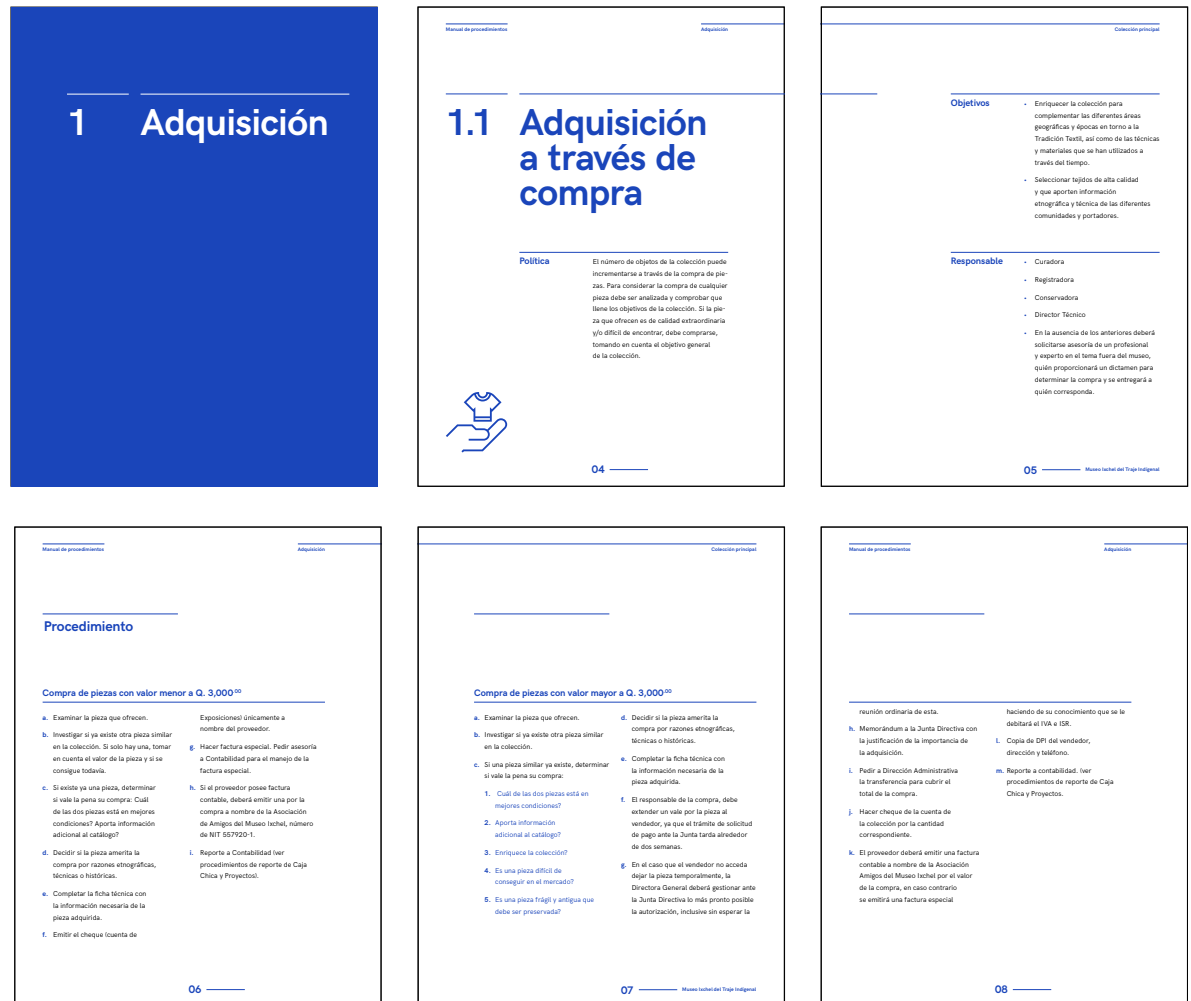 1
Adquisición
Manual de procedimientos
Adquisición
1.1
Adquisición
a través de
compra
Política
El número de objetos de la colección puede
incrementarse a través de la compra de pie-
zas. Para considerar la compra de cualquier
pieza debe ser analizada y comprobar que
llene los objetivos de la colección. Si la pie-
za que ofrecen es de calidad extraordinaria
y/o difícil de encontrar, debe comprarse,
tomando en cuenta el objetivo general
de la colección.
04
Colección principal
Objetivos
• Enriquecer la colección para
complementar las diferentes áreas
geográficas y épocas en torno a la
Tradición Textil, así como de las técnicas
y materiales que se han utilizados a
través del tiempo.
• Seleccionar tejidos de alta calidad
y que aporten información
etnográfica y técnica de las diferentes
comunidades y portadores.
Responsable
• Curadora
• Registradora
• Conservadora
• Director Técnico
• En la ausencia de los anteriores deberá
solicitarse asesoría de un profesional
y experto en el tema fuera del museo,
quién proporcionará un dictamen para
determinar la compra y se entregará a
quién corresponda.
05
Museo Ixchel del Traje Indígenal
Manual de procedimientos
Adquisición
Procedimiento
Compra de piezas con valor menor a Q. 3,000.00
a. Examinar la pieza que ofrecen.
b. Investigar si ya existe otra pieza similar
en la colección. Si solo hay una, tomar
en cuenta el valor de la pieza y si se
consigue todavía.
c. Si existe ya una pieza, determinar
si vale la pena su compra: Cuál
de las dos piezas está en mejores
condiciones? Aporta información
adicional al catálogo?
d. Decidir si la pieza amerita la
compra por razones etnográficas,
técnicas o históricas.
e. Completar la ficha técnica con
la información necesaria de la
pieza adquirida.
f. Emitir el cheque (cuenta de
Exposiciones) únicamente a
nombre del proveedor.
g. Hacer factura especial. Pedir asesoría
a Contabilidad para el manejo de la
factura especial.
h. Si el proveedor posee factura
contable, deberá emitir una por la
compra a nombre de la Asociación
de Amigos del Museo Ixchel, número
de NIT 557920-1.
i. Reporte a Contabilidad (ver
procedimientos de reporte de Caja
Chica y Proyectos).
06
Colección principal
Compra de piezas con valor mayor a Q. 3,000.00
a. Examinar la pieza que ofrecen.
b. Investigar si ya existe otra pieza similar
en la colección.
c. Si una pieza similar ya existe, determinar
si vale la pena su compra:
1. Cuál de las dos piezas está en
mejores condiciones?
2. Aporta información
adicional al catálogo?
3. Enriquece la colección?
4. Es una pieza difícil de
conseguir en el mercado?
5. Es una pieza frágil y antigua que
debe ser preservada?
d. Decidir si la pieza amerita la
compra por razones etnográficas,
técnicas o históricas.
e. Completar la ficha técnica con
la información necesaria de la
pieza adquirida.
f. El responsable de la compra, debe
extender un vale por la pieza al
vendedor, ya que el trámite de solicitud
de pago ante la Junta tarda alrededor
de dos semanas.
g. En el caso que el vendedor no acceda
dejar la pieza temporalmente, la
Directora General deberá gestionar ante
la Junta Directiva lo más pronto posible
la autorización, inclusive sin esperar la
07
Museo Ixchel del Traje Indígenal
Manual de procedimientos
Adquisición
reunión ordinaria de esta.
h. Memorándum a la Junta Directiva con
la justificación de la importancia de
la adquisición.
i. Pedir a Dirección Administrativa
la transferencia para cubrir el
total de la compra.
j. Hacer cheque de la cuenta de
la colección por la cantidad
correspondiente.
k. El proveedor deberá emitir una factura
contable a nombre de la Asociación
Amigos del Museo Ixchel por el valor
de la compra, en caso contrario
se emitirá una factura especial
haciendo de su conocimiento que se le
debitará el IVA e ISR.
l. Copia de DPI del vendedor,
dirección y teléfono.
m. Reporte a contabilidad. (ver
procedimientos de reporte de Caja
Chica y Proyectos.
08